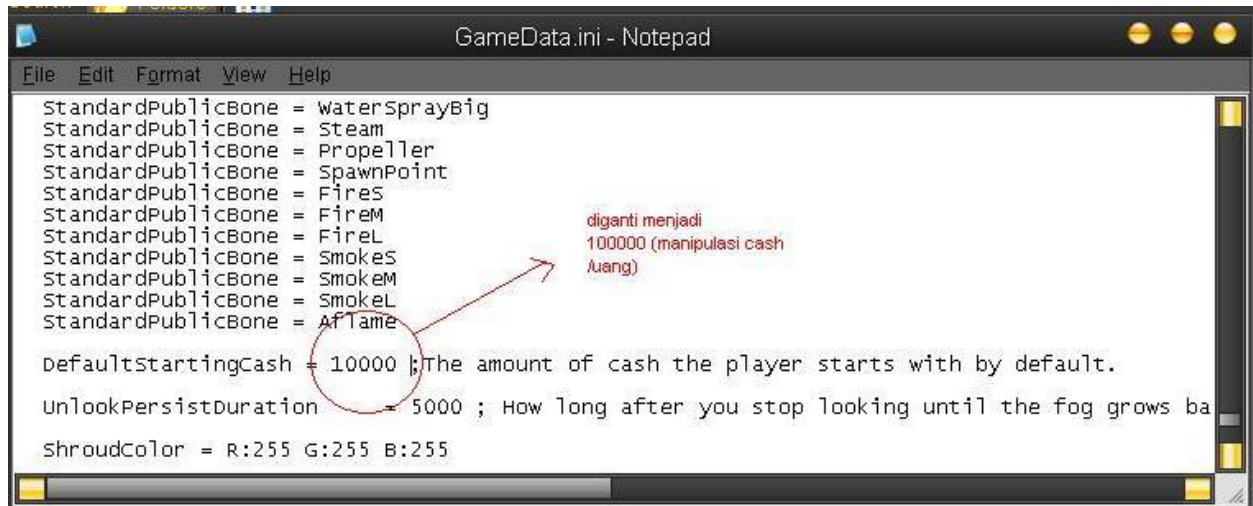 Folders
GameData.ini - Notepad
File Edit Format View Help
StandardPublicBone = WaterSprayBig
StandardPublicBone = Steam
StandardPublicBone = Propeller
StandardPublicBone = SpawnPoint
StandardPublicBone = FireS
StandardPublicBone = FireM
StandardPublicBone = FireL
StandardPublicBone = SmokeS
StandardPublicBone = SmokeM
StandardPublicBone = SmokeL
StandardPublicBone = Aflame
diganti menjadi
100000 (manipulasi cash
/uang)
DefaultStartingCash = 10000 ;The amount of cash the player starts with by default.
UnlookPersistDuration = 5000 ; How long after you stop looking until the fog grows ba
ShroudColor = R:255 G:255 B:255